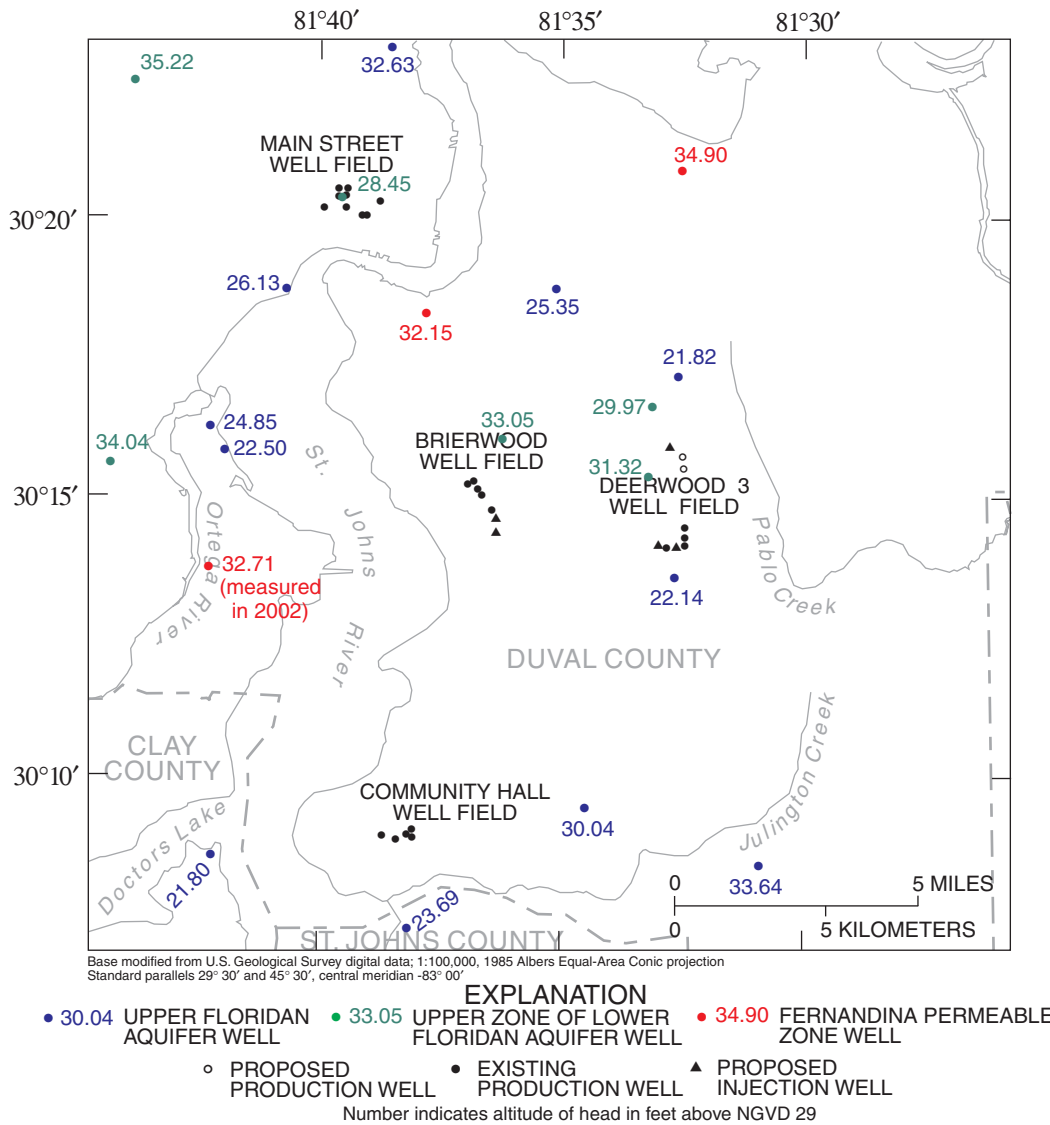 81°40′
81°35′
81°30′
35.22
32.63
MAIN STREET
WELL FIELD
28.45
34.90
30°20′
26.13
25.35
32.15
21.82
29.97
33.05
24.85
22.50
34.04
BRIERWOOD
WELL FIELD
31.32
DEERWOOD 3
WELL FIELD
30°15′
St. Johns River
Ortega River
Pablo Creek
32.71
(measured
in 2002)
22.14
DUVAL COUNTY
CLAY
COUNTY
30°10′
COMMUNITY HALL
WELL FIELD
30.04
Julington Creek
Doctors Lake
21.80
33.64
23.69
ST. JOHNS COUNTY
0 5 MILES
0 5 KILOMETERS
Base modified from U.S. Geological Survey digital data; 1:100,000, 1985 Albers Equal-Area Conic projection
Standard parallels 29° 30′ and 45° 30′, central meridian -83° 00′
EXPLANATION
30.04 UPPER FLORIDAN
AQUIFER WELL
33.05 UPPER ZONE OF LOWER
FLORIDAN AQUIFER WELL
34.90 FERNANDINA PERMEABLE
ZONE WELL
PROPOSED
PRODUCTION WELL
EXISTING
PRODUCTION WELL
PROPOSED
INJECTION WELL
Number indicates altitude of head in feet above NGVD 29